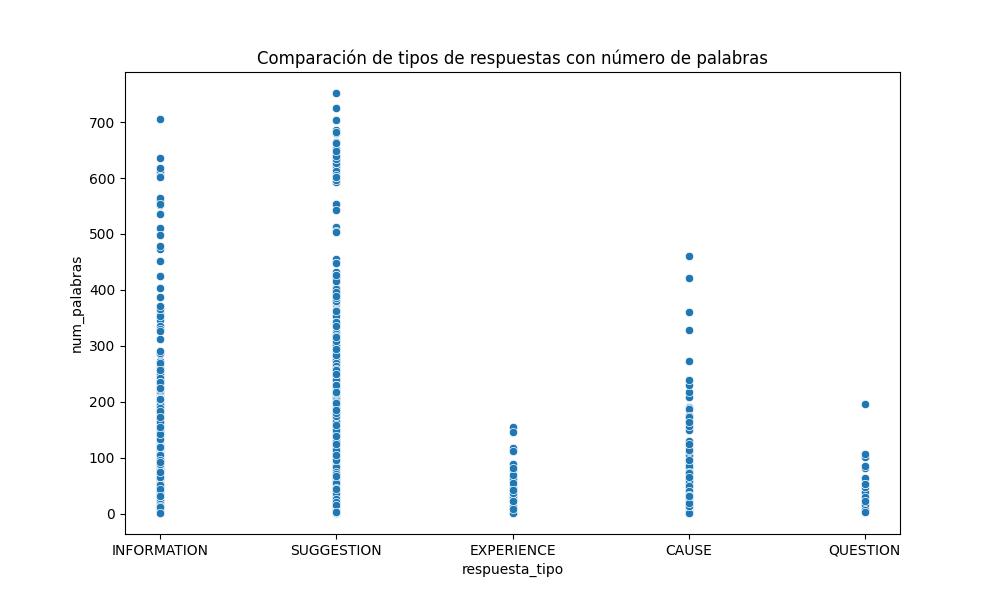 Comparación de tipos de respuestas con número de palabras
num_palabras
700
600
500
400
300
200
100
0
INFORMATION SUGGESTION EXPERIENCE CAUSE QUESTION
respuesta_tipo